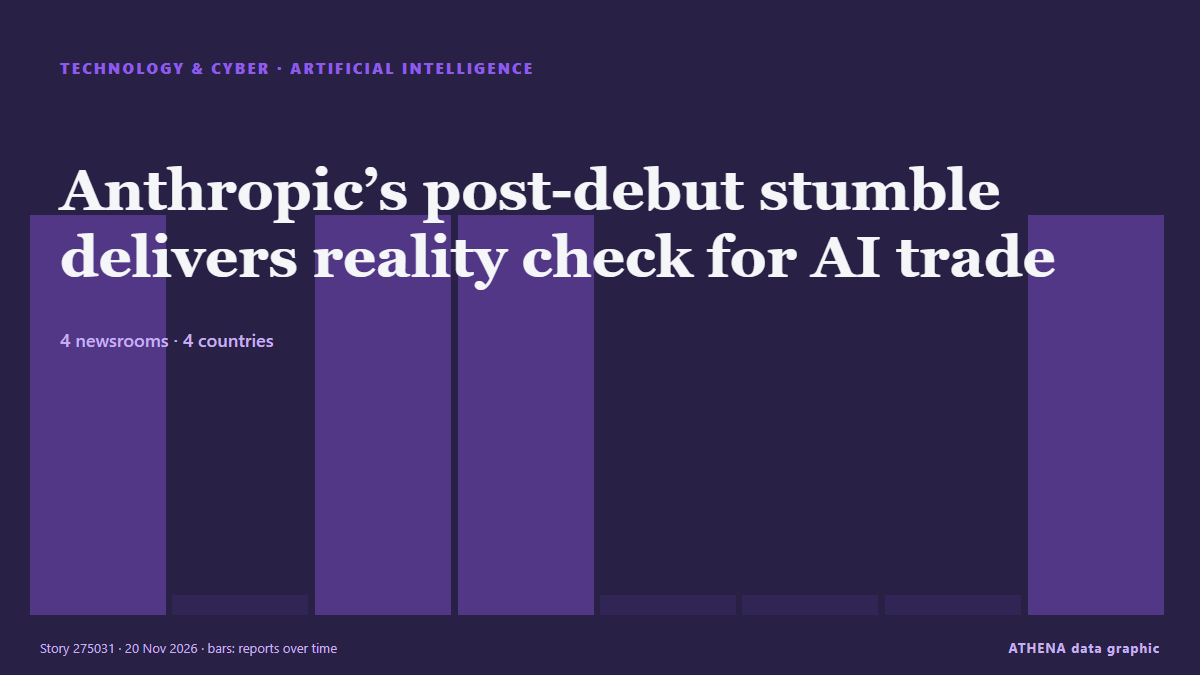 TECHNOLOGY & CYBER · ARTIFICIAL INTELLIGENCE
Anthropic’s post-debut stumble
delivers reality check for AI trade
4 newsrooms · 4 countries
Story 275031 · 20 Nov 2026 · bars: reports over time
ATHENA data graphic